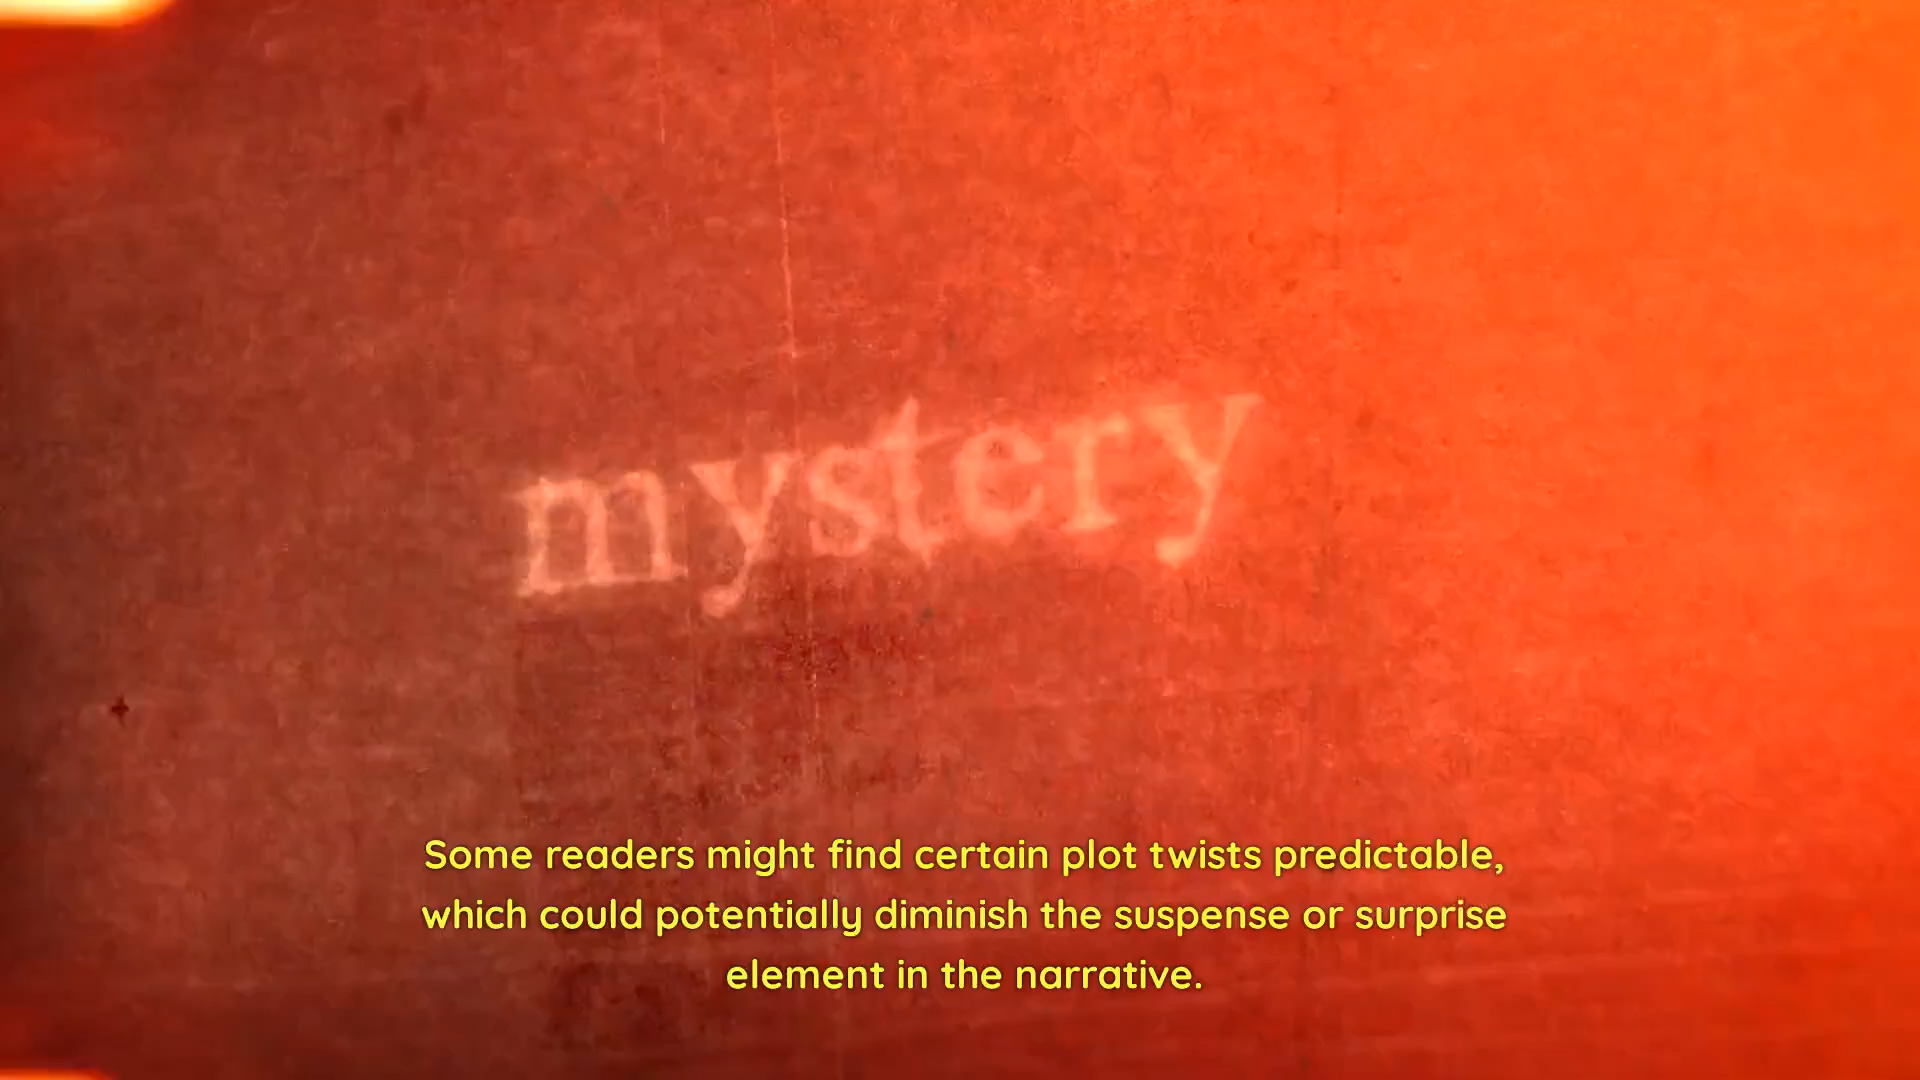 mystery
Some readers might find certain plot twists predictable,
which could potentially diminish the suspense or surprise
element in the narrative.